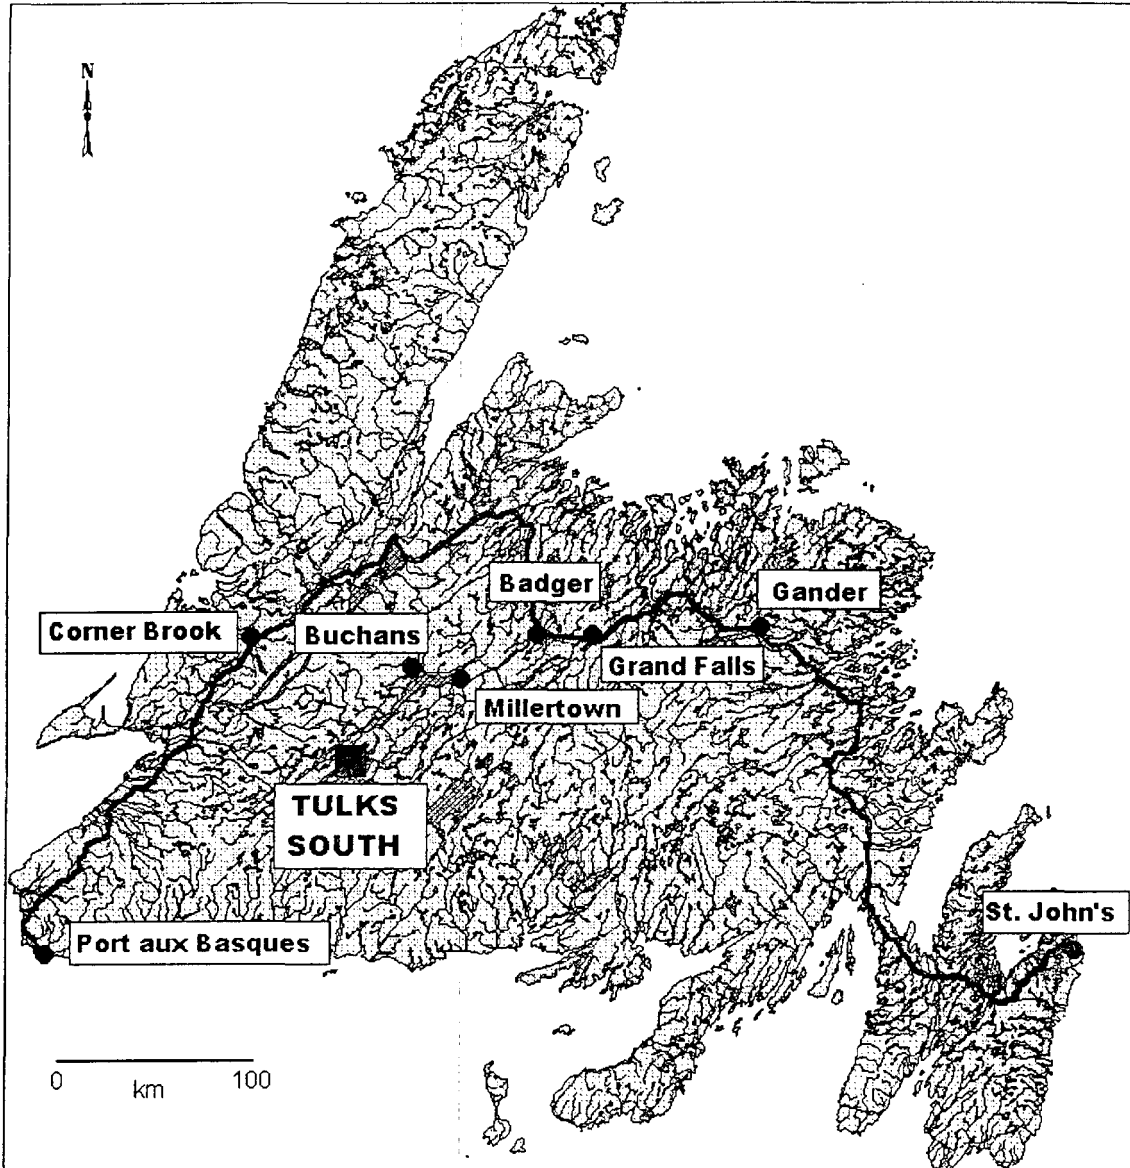 N
Badger
Gander
Corner Brook
Buchans
Grand Falls
Millertown
TULKS
SOUTH
St. John's
Port aux Basques
0
100
km